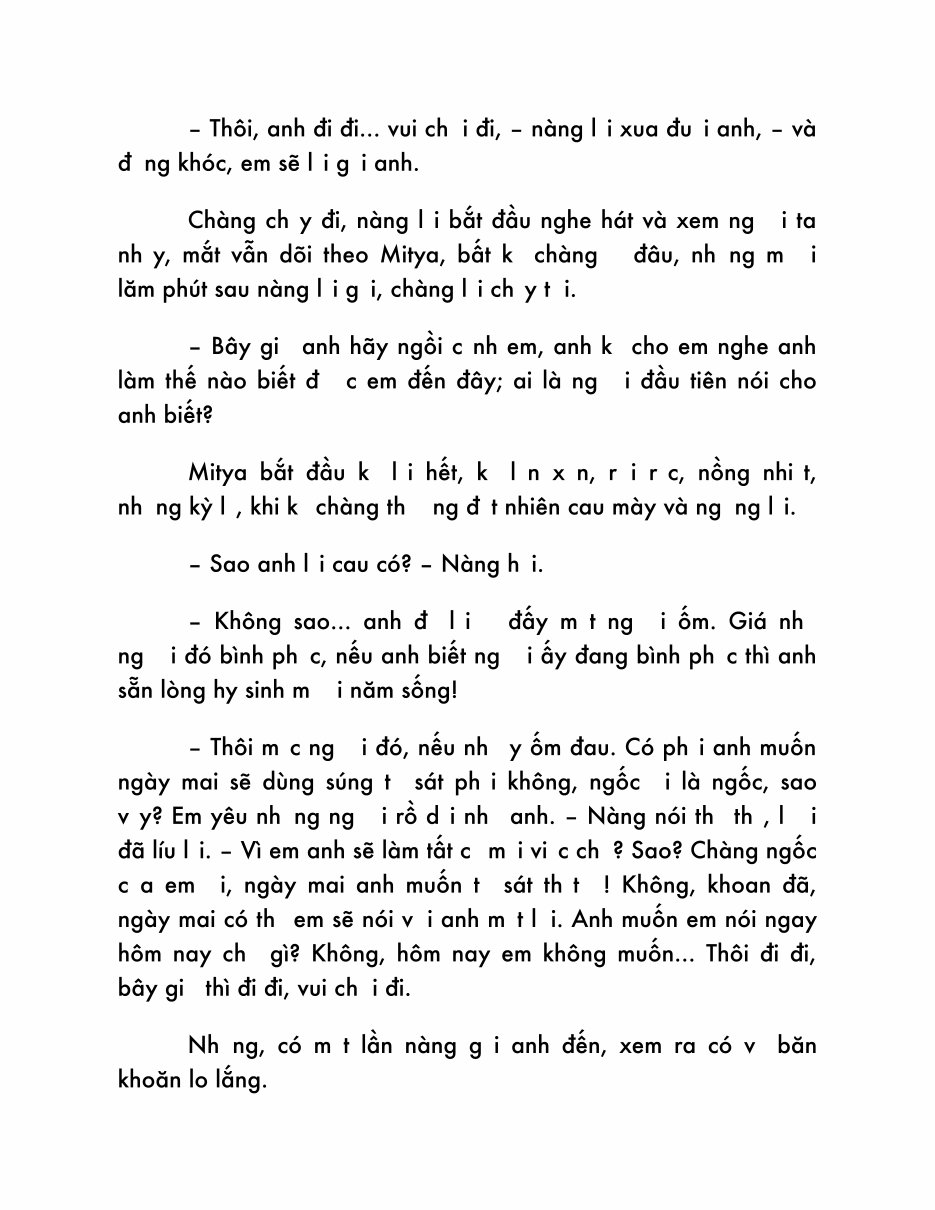 – Thôi, anh đi đi... vui ch i đi, – nàng l i xua đu i anh, – và
đ ng khóc, em sẽ l i g i anh.
Chàng ch y đi, nàng l i bắt đầu nghe hát và xem ng i ta
nh y, mắt vẫn dõi theo Mitya, bất k chàng đâu, nh ng m i
lăm phút sau nàng l i g i, chàng l i ch y t i.
– Bây gi anh hãy ngồi c nh em, anh k cho em nghe anh
làm thế nào biết đ c em đến đây; ai là ng i đầu tiên nói cho
anh biết?
Mitya bắt đầu k l i hết, k l n x n, r i r c, nồng nhi t,
nh ng kỳ l , khi k chàng th ng đ t nhiên cau mày và ng ng l i.
– Sao anh l i cau có? – Nàng h i.
– Không sao... anh đ l i đấy m t ng i ốm. Giá nh
ng i đó bình ph c, nếu anh biết ng i ấy đang bình ph c thì anh
sẵn lòng hy sinh m i năm sống!
– Thôi m c ng i đó, nếu nh y ốm đau. Có ph i anh muốn
ngày mai sẽ dùng súng t sát ph i không, ngốc i là ngốc, sao
v y? Em yêu nh ng ng i rồ d i nh anh. – Nàng nói th th , l i
đã líu l i. – Vì em anh sẽ làm tất c m i vi c ch ? Sao? Chàng ngốc
c a em i, ngày mai anh muốn t sát th t ! Không, khoan đã,
ngày mai có th em sẽ nói v i anh m t l i. Anh muốn em nói ngay
hôm nay ch gì? Không, hôm nay em không muốn... Thôi đi đi,
bây gi thì đi đi, vui ch i đi.
Nh ng, có m t lần nàng g i anh đến, xem ra có v băn
khoăn lo lắng.